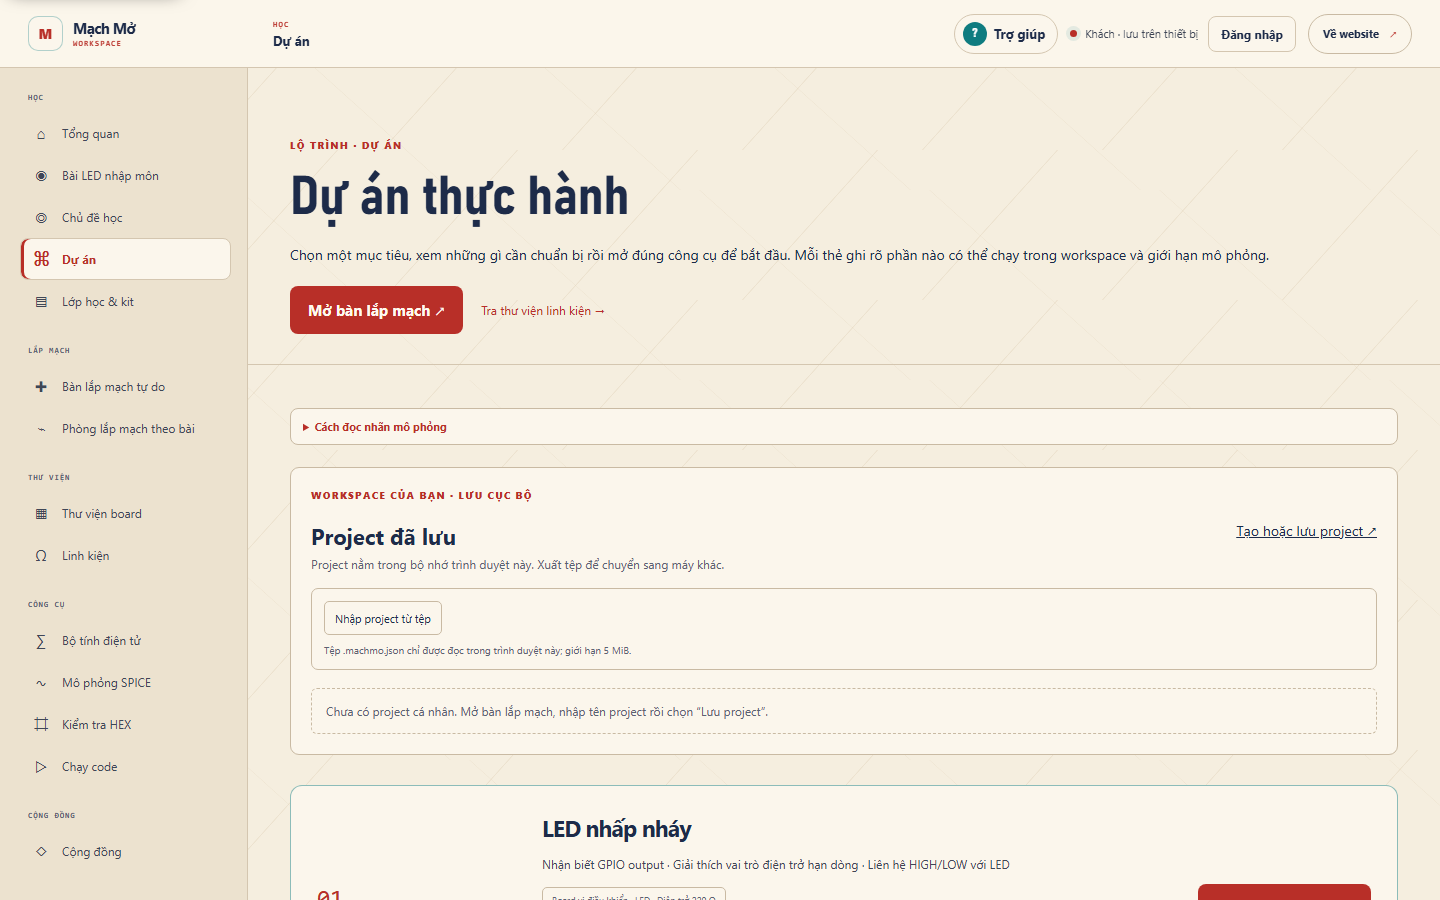 M
Mạch Mở
WORKSPACE
HỌC
Dự án
? Trợ giúp
Khách · lưu trên thiết bị
Đăng nhập
Về website ↗
HỌC
Tổng quan
Bài LED nhập môn
Chủ đề học
Dự án
Lớp học & kit
LẮP MẠCH
Bàn lắp mạch tự do
Phòng lắp mạch theo bài
THƯ VIỆN
Thư viện board
Linh kiện
CÔNG CỤ
Bộ tính điện tử
Mô phỏng SPICE
Kiểm tra HEX
Chạy code
CỘNG ĐỒNG
Cộng đồng
LỘ TRÌNH · DỰ ÁN
Dự án thực hành
Chọn một mục tiêu, xem những gì cần chuẩn bị rồi mở đúng công cụ để bắt đầu. Mỗi thẻ ghi rõ phần nào có thể chạy trong workspace và giới hạn mô phỏng.
Mở bàn lắp mạch ↗
Tra thư viện linh kiện →
Cách đọc nhãn mô phỏng
WORKSPACE CỦA BẠN · LƯU CỤC BỘ
Project đã lưu
Tạo hoặc lưu project ↗
Project nằm trong bộ nhớ trình duyệt này. Xuất tệp để chuyển sang máy khác.
Nhập project từ tệp
Tệp .machmo.json chỉ được đọc trong trình duyệt này; giới hạn 5 MiB.
Chưa có project cá nhân. Mở bàn lắp mạch, nhập tên project rồi chọn “Lưu project”.
LED nhấp nháy
Nhận biết GPIO output · Giải thích vai trò điện trở hạn dòng · Liên hệ HIGH/LOW với LED
01